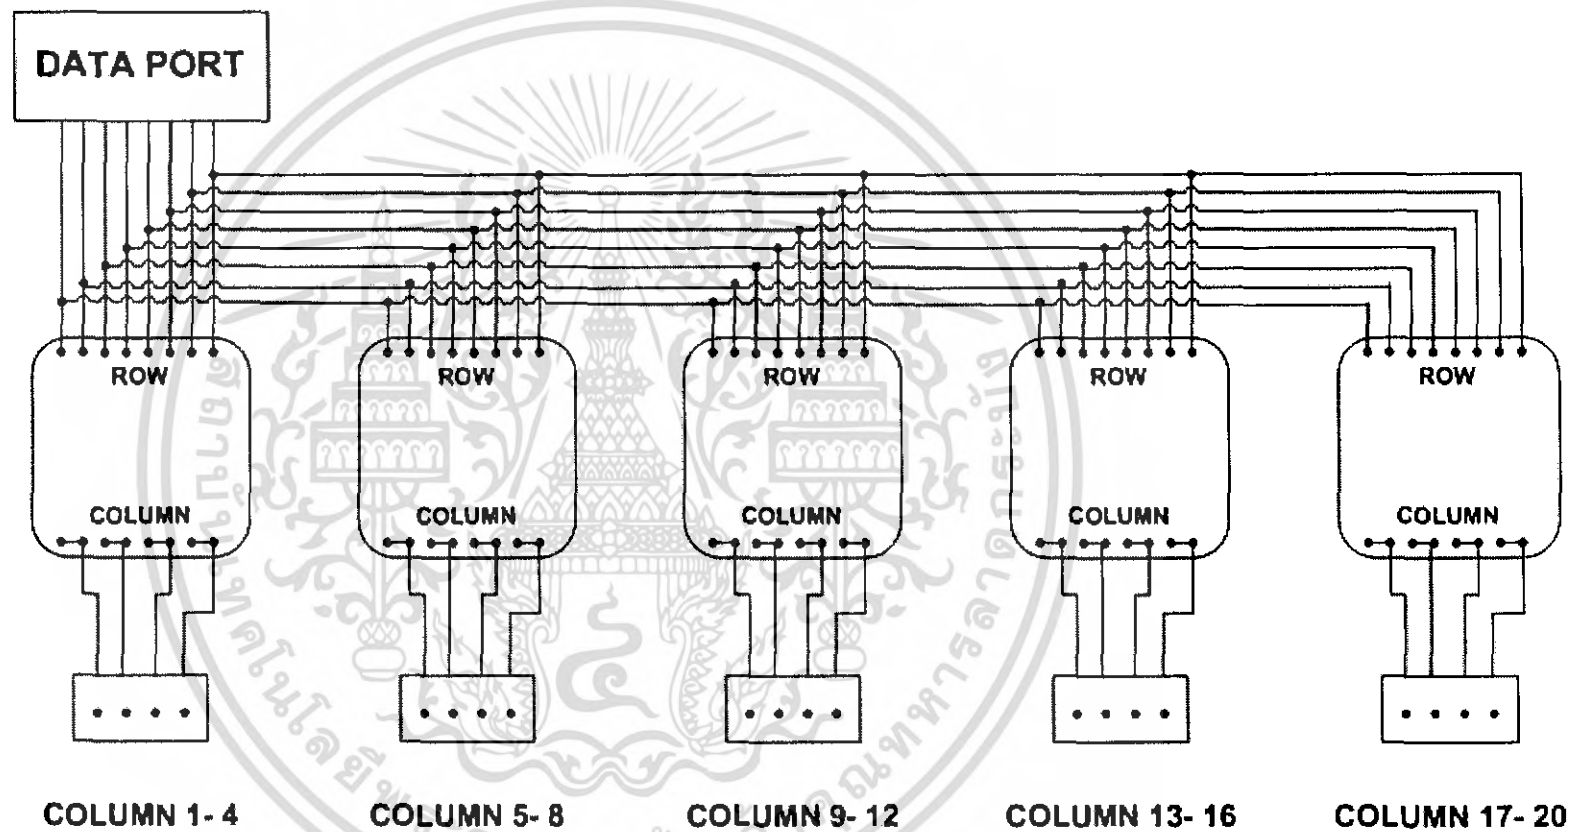 DATA PORT
ROW
ROW
ROW
ROW
ROW
COLUMN
COLUMN
COLUMN
COLUMN
COLUMN
COLUMN 1- 4
COLUMN 5- 8
COLUMN 9- 12
COLUMN 13- 16
COLUMN 17- 20